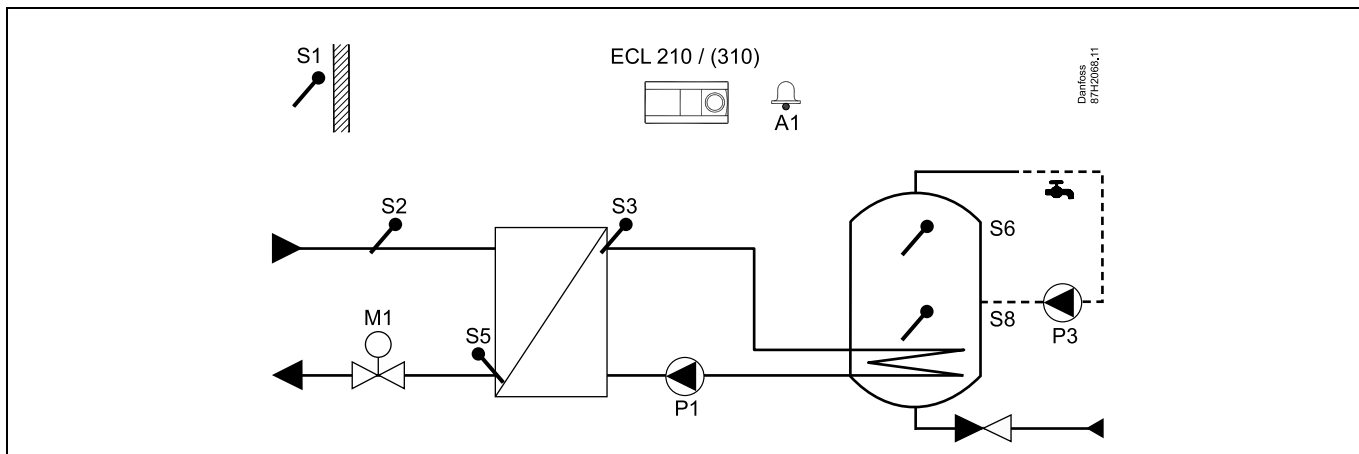 S1
ECL 210 / (310)
A1
Danfoss
87H2068.11
S2
S3
S6
M1
S5
S8
P3
P1